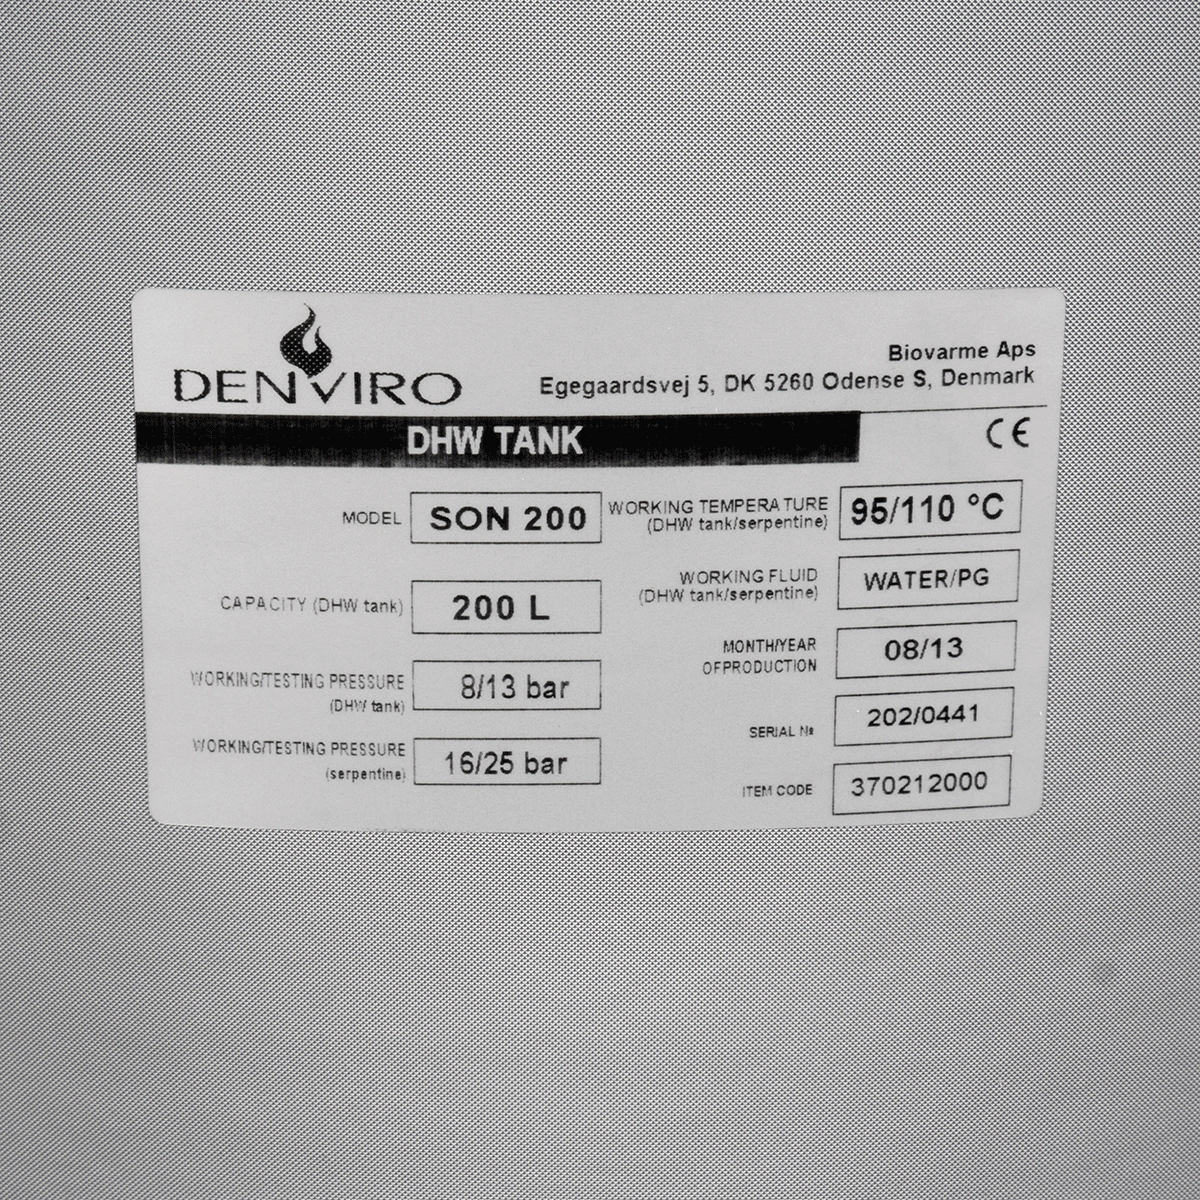 DENVIRO
Biovarme Aps
Egegaardsvej 5, DK 5260 Odense S, Denmark
DHW TANK
CE
MODEL
SON 200
CAPACITY (DHW tank)
200 L
WORKING/TESTING PRESSURE
(DHW tank)
8/13 bar
WORKING/TESTING PRESSURE
(serpentine)
16/25 bar
WORKING TEMPERATURE
(DHW tank/serpentine)
95/110 °C
WORKING FLUID
(DHW tank/serpentine)
WATER/PG
MONTH/YEAR
OFPRODUCTION
08/13
SERIAL №
202/0441
ITEM CODE
370212000